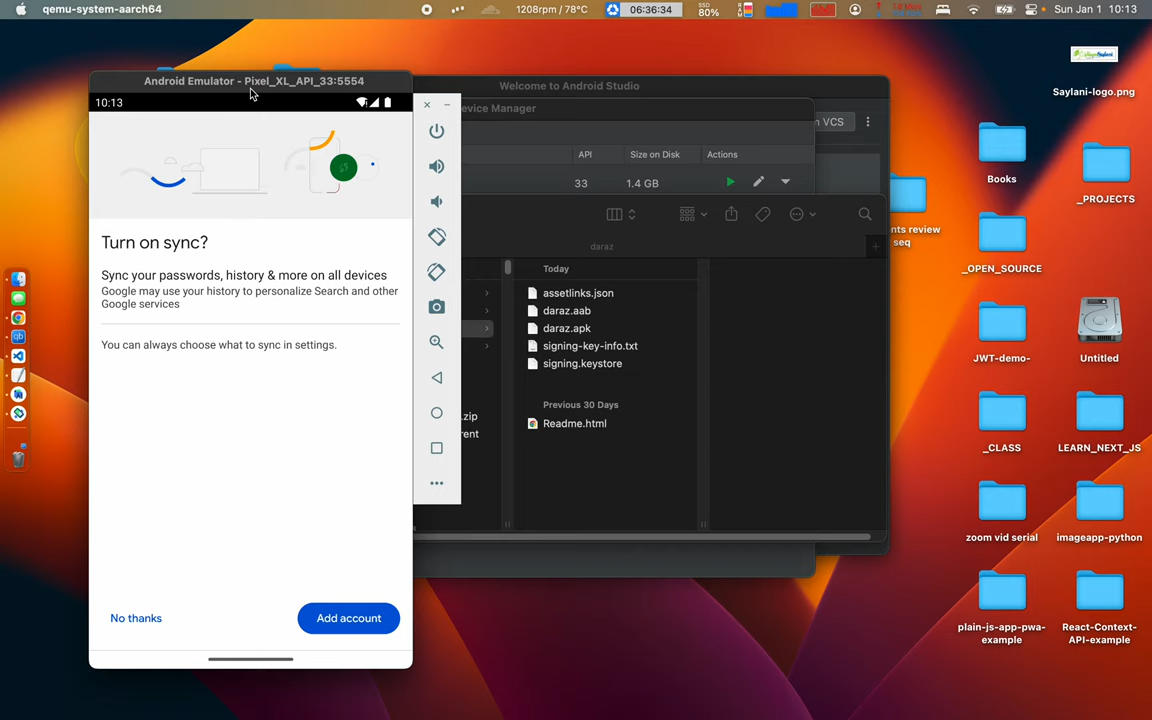 qemu-system-aarch64
1208rpm / 78°C
06:36:34
SSD
80%
Sun Jan 1 10:13
Android Emulator - Pixel_XL_API_33:5554
10:13
Turn on sync?
Sync your passwords, history & more on all devices
Google may use your history to personalize Search and other
Google services
You can always choose what to sync in settings.
No thanks
Add account
Welcome to Android Studio
evice Manager
n VCS
API
Size on Disk
Actions
33
1.4 GB
daraz
Today
assetlinks.json
daraz.aab
daraz.apk
signing-key-info.txt
signing.keystore
Previous 30 Days
Readme.html
.zip
rent
nts review
seq
Saylani-logo.png
Books
_PROJECTS
_OPEN_SOURCE
JWT-demo-
Untitled
_CLASS
LEARN_NEXT_JS
zoom vid serial
imageapp-python
plain-js-app-pwa-
example
React-Context-
API-example